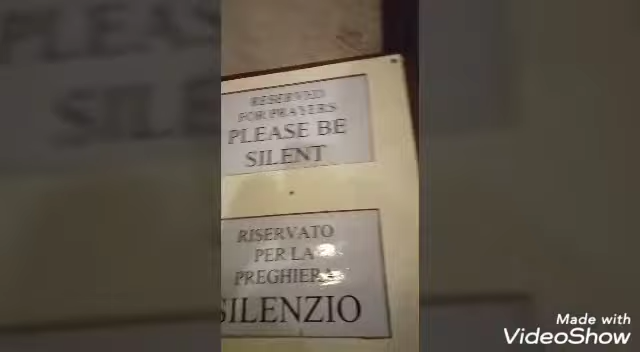 RESERVED
FOR PRAYERS
PLEASE BE
SILENT
RISERVATO
PER LA
PREGHIERA
SILENZIO
Made with
VideoShow